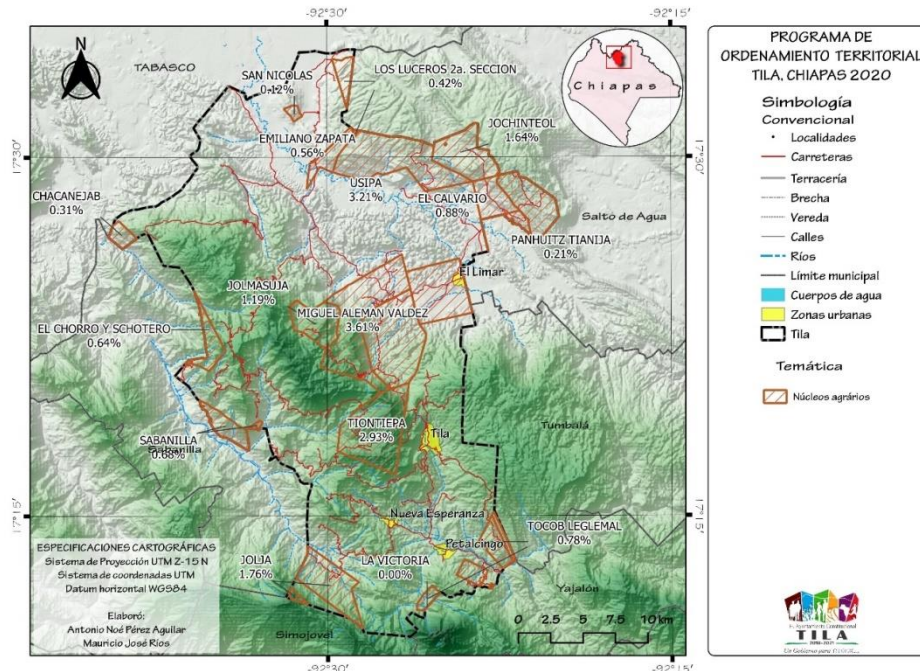 -92°30'
-92°15'
N
TABASCO
SAN NICOLAS
0.12%
LOS LUCEROS 2a. SECCION
0.42%
Chiapas
EMILIANO ZAPATA
0.56%
JOCHINTEOL
1.64%
17°30'
17°30'
CHACANEJAB
0.31%
USIPA
3.21%
EL CALVARIO
0.88%
Salto de Agua
PANHUITZ TIANIJA
0.21%
El Limar
JOLMASUJA
1.19%
MIGUEL ALEMAN VALDEZ
3.61%
EL CHORRO Y SCHOTERO
0.64%
TIONTIEPA
2.93%
Tila
Tumbalá
SABANILLA
Sabanilla
0.68%
17°15'
17°15'
Nueva Esperanza
TOCOB LEGLEMAL
0.78%
Petalcingo
JOLJA
1.76%
LA VICTORIA
0.00%
Yajalón
Simojovel
ESPECIFICACIONES CARTOGRÁFICAS
Sistema de Proyección UTM Z-15 N
Sistema de coordenadas UTM
Datum horizontal WGS84
Elaboró:
Antonio Noé Pérez Aguilar
Mauricio José Ríos
0 2.5 5 7.5 10 km
-92°30'
-92°15'
PROGRAMA DE
ORDENAMIENTO TERRITORIAL
TILA, CHIAPAS 2020
Simbología
Convencional
Localidades
Carreteras
Terracería
Brecha
Vereda
Calles
Ríos
Límite municipal
Cuerpos de agua
Zonas urbanas
Tila
Temática
Núcleos agrários
TILA